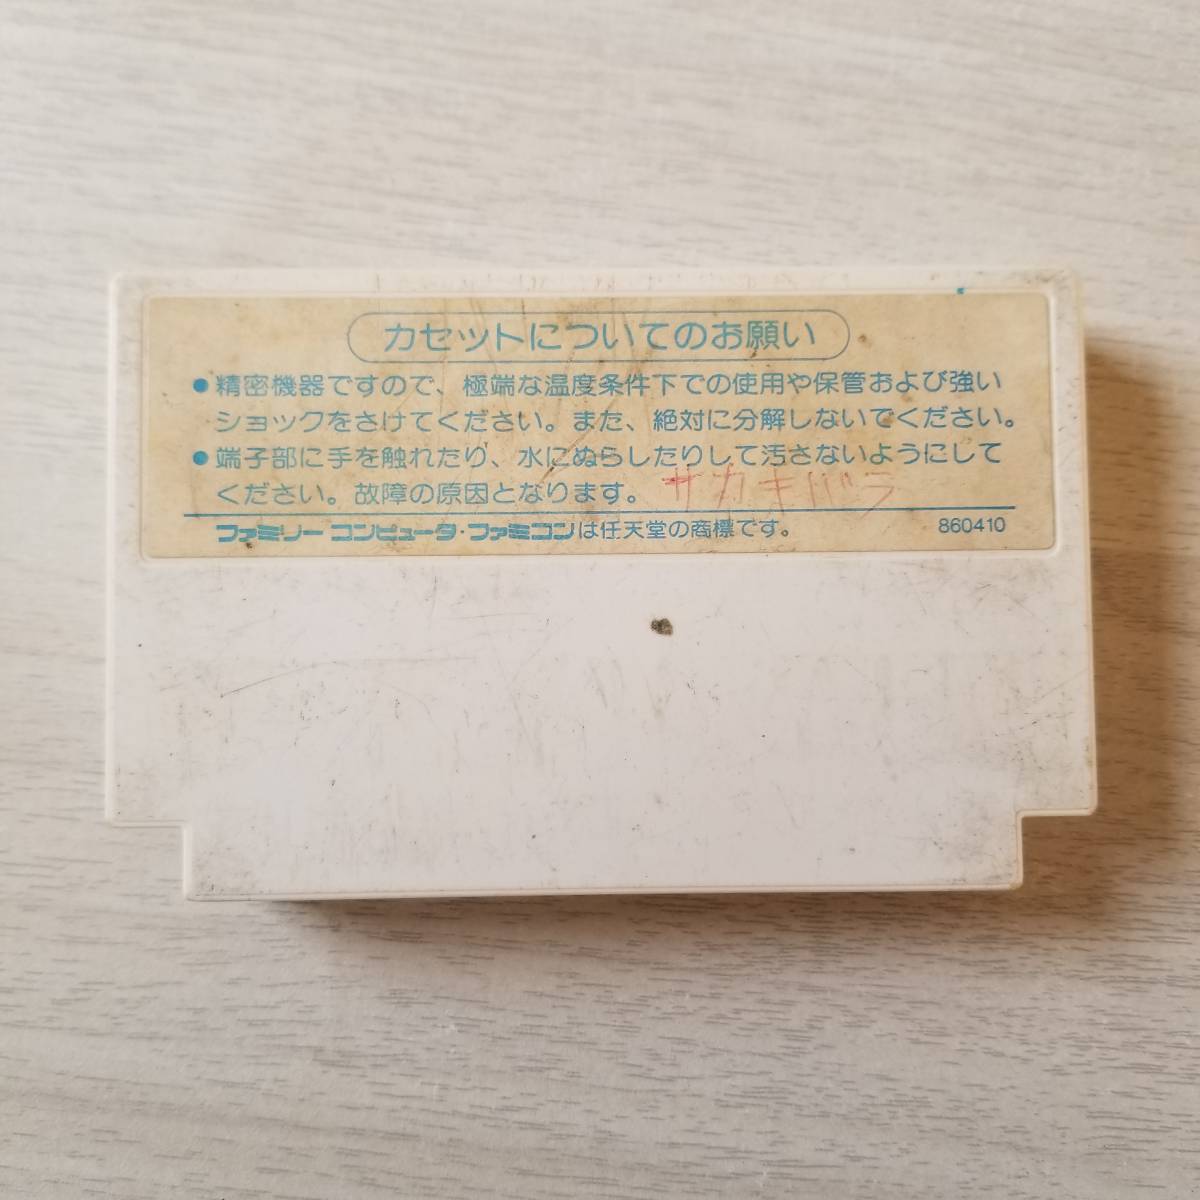 カセットについてのお願い
●精密機器ですので、極端な温度条件下での使用や保管および強い
ショックをさけてください。また、絶対に分解しないでください。
●端子部に手を触れたり、水にぬらしたりして汚さないようにして
ください。故障の原因となります。 サカキバラ
ファミリーコンピュータ・ファミコンは任天堂の商標です。 860410